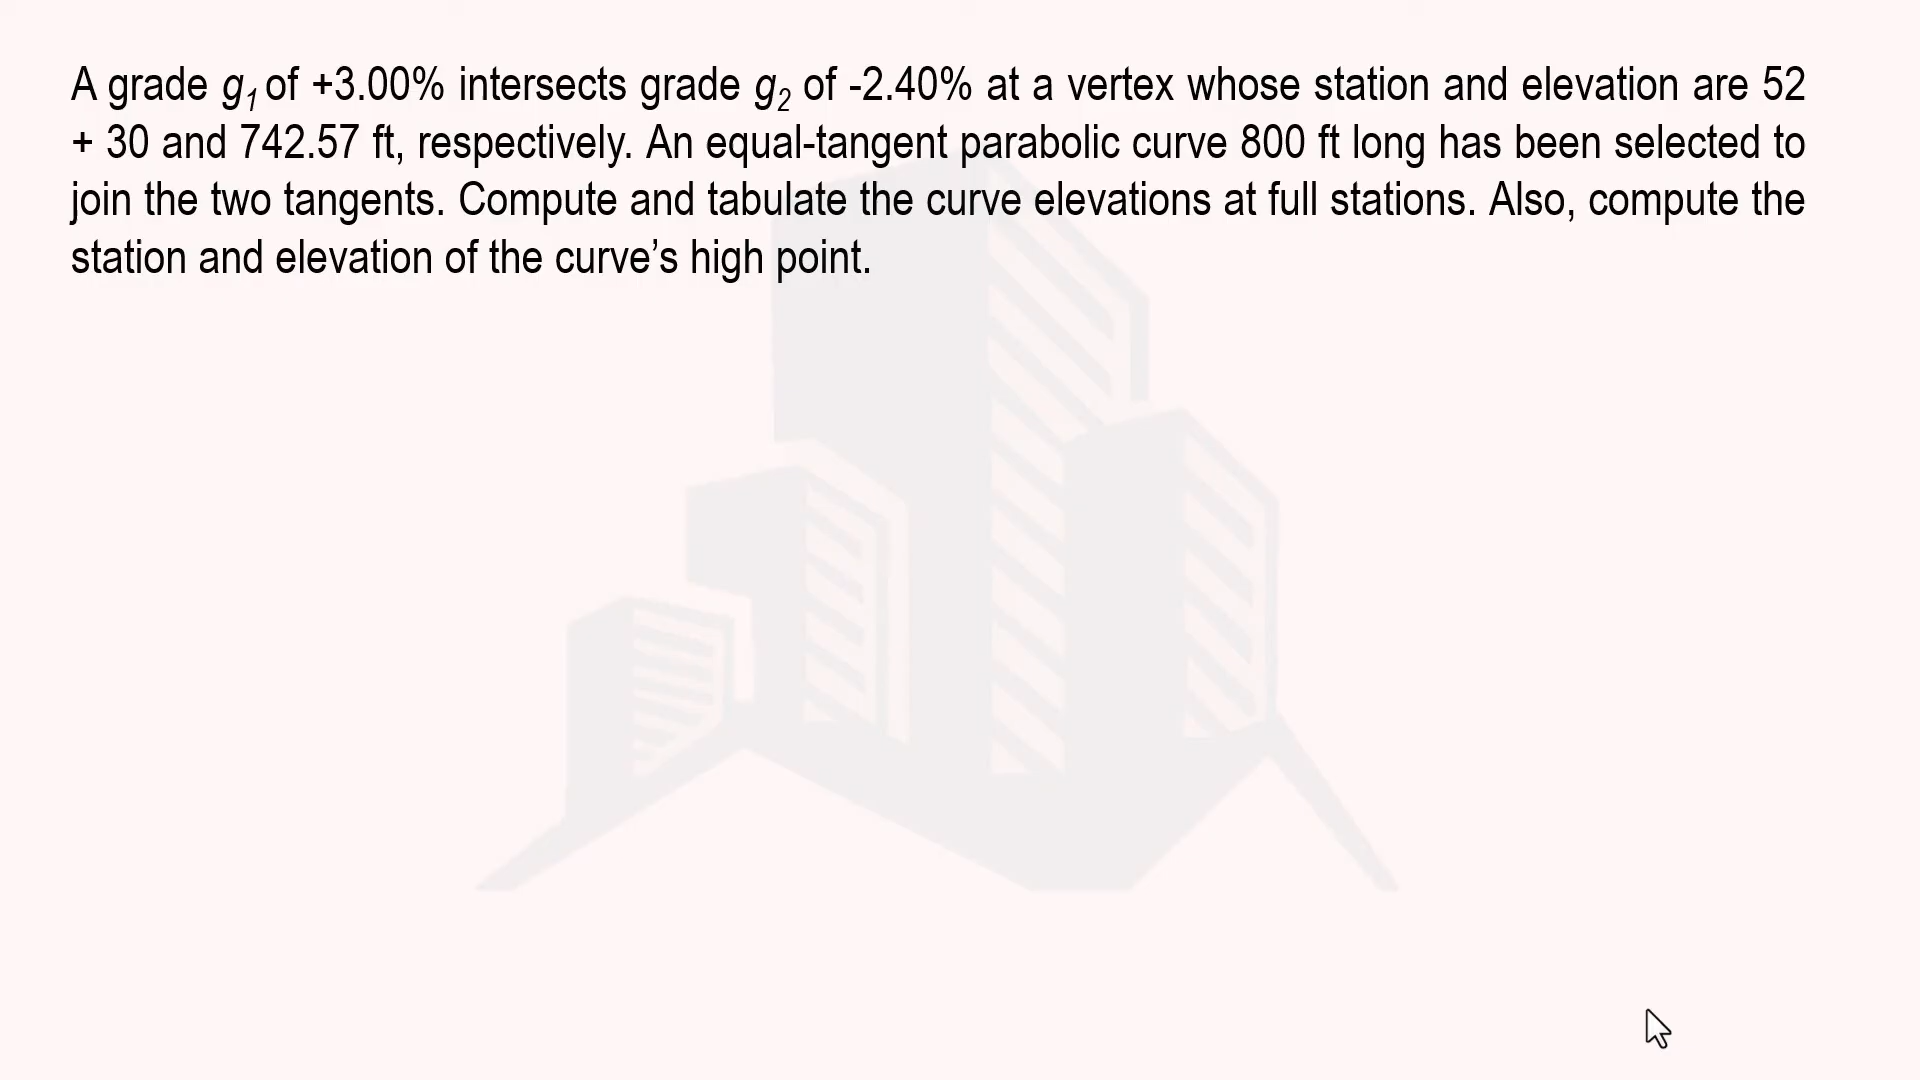 A grade g1 of +3.00% intersects grade g2 of -2.40% at a vertex whose station and elevation are 52
+ 30 and 742.57 ft, respectively. An equal-tangent parabolic curve 800 ft long has been selected to
join the two tangents. Compute and tabulate the curve elevations at full stations. Also, compute the
station and elevation of the curve’s high point.